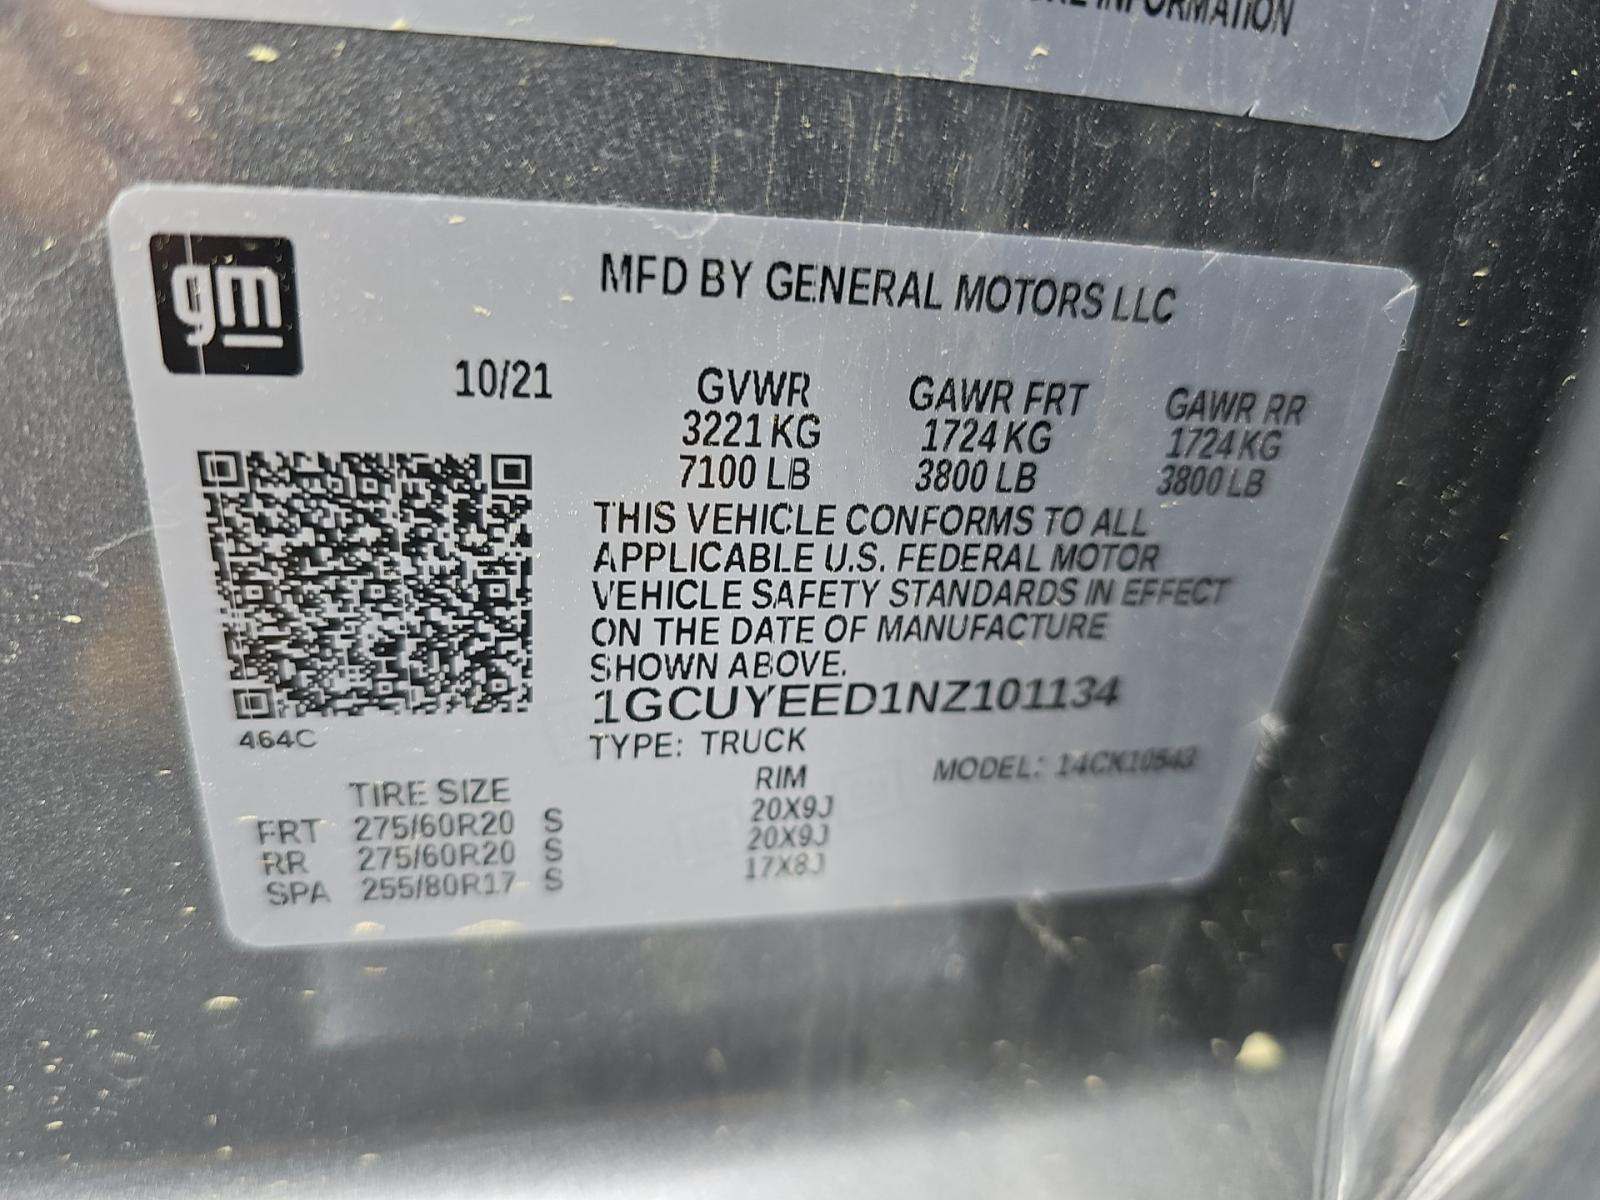 INFORMATION
gm
MFD BY GENERAL MOTORS LLC
10/21 GVWR GAWR FRT GAWR RR
3221 KG 1724 KG 1724 KG
7100 LB 3800 LB 3800 LB
THIS VEHICLE CONFORMS TO ALL
APPLICABLE U.S. FEDERAL MOTOR
VEHICLE SAFETY STANDARDS IN EFFECT
ON THE DATE OF MANUFACTURE
SHOWN ABOVE.
1GCUYEED1NZ101134
464C
TYPE: TRUCK
MODEL: 14CK10543
TIRE SIZE RIM
FRT 275/60R20 S 20X9J
RR 275/60R20 S 20X9J
SPA 255/80R17 S 17X8J